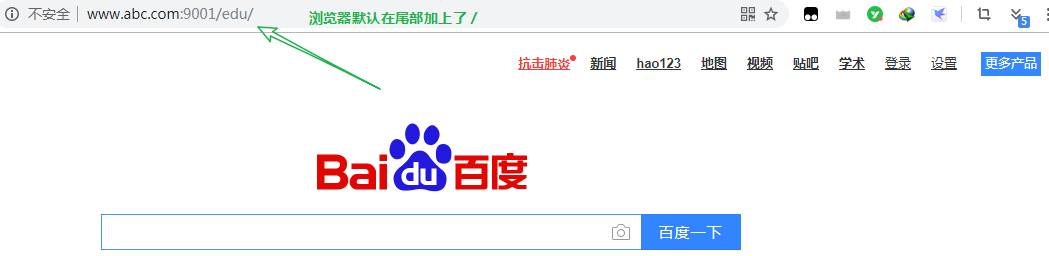 不安全 www.abc.com:9001/edu/ 浏览器默认在尾部加上了 /
5
抗击肺炎 新闻 hao123 地图 视频 贴吧 学术 登录 设置 更多产品
Bai du 百度
百度一下